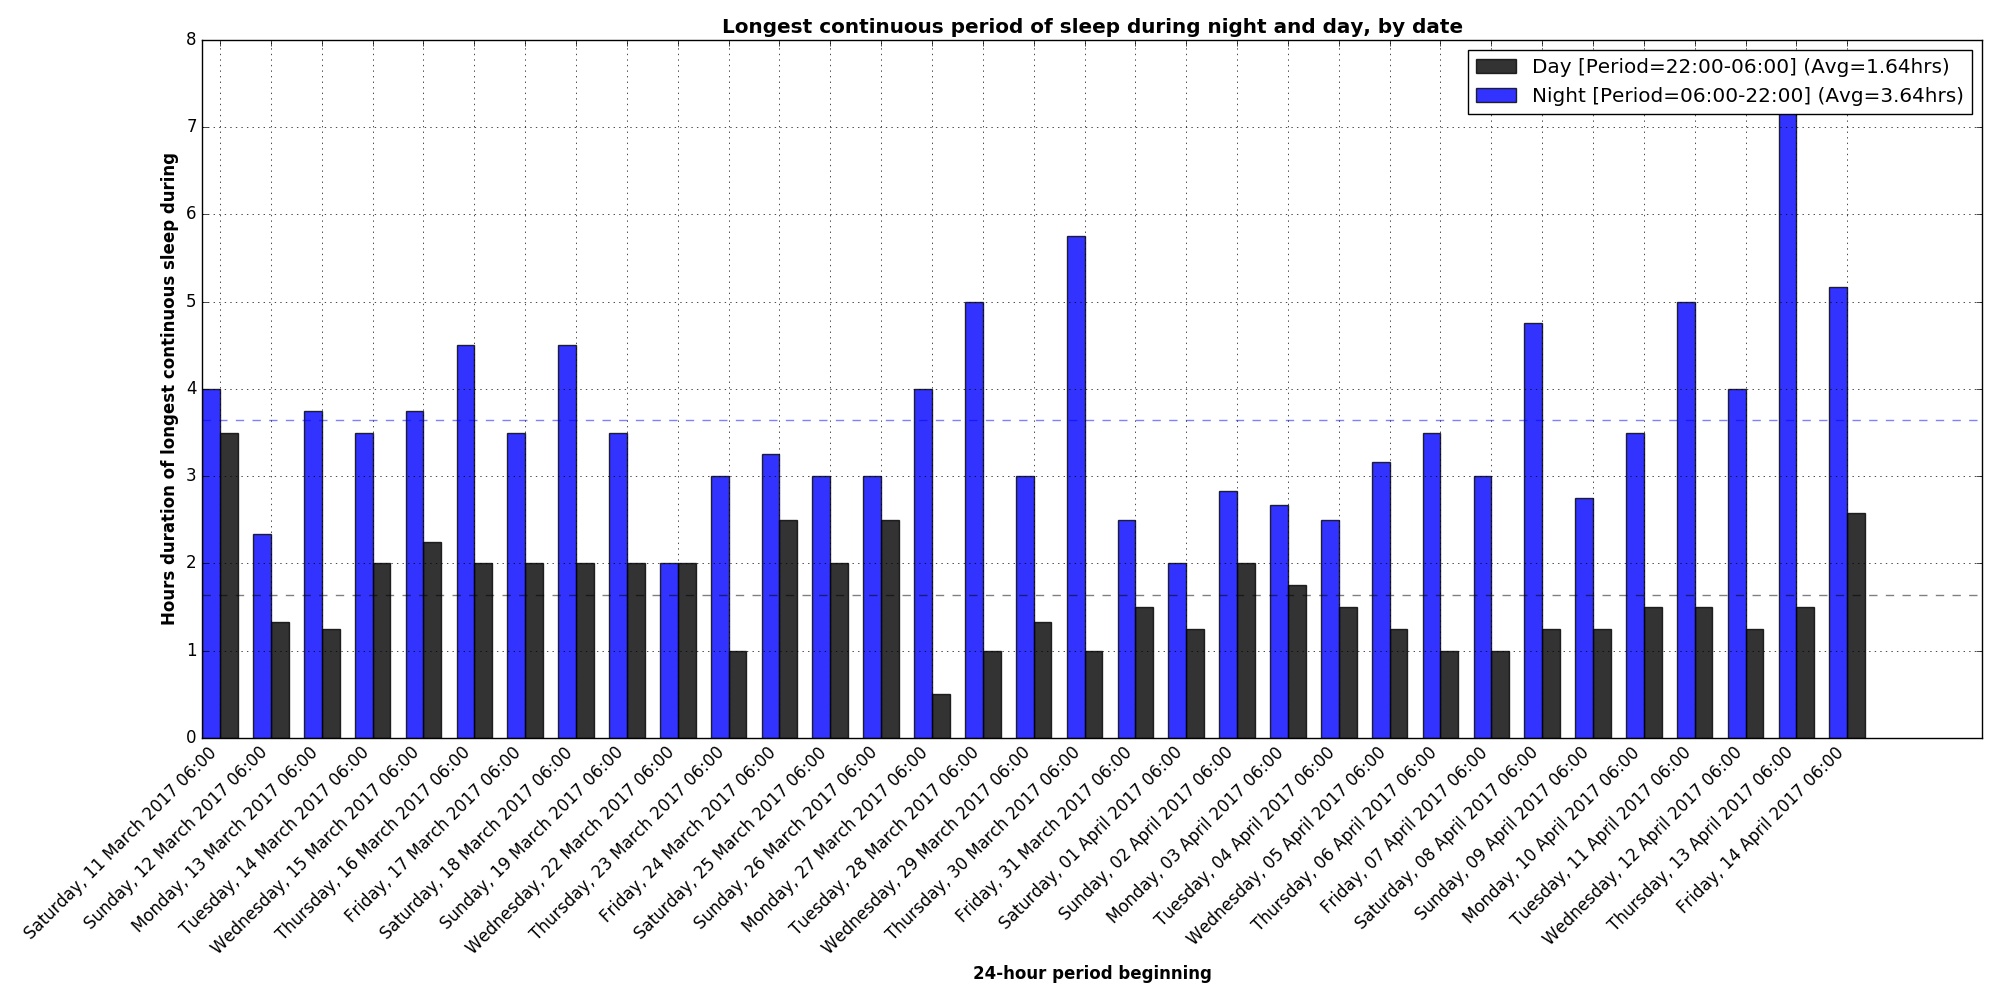 Longest continuous period of sleep during night and day, by date
Day [Period=22:00-06:00] (Avg=1.64hrs)
Night [Period=06:00-22:00] (Avg=3.64hrs)
Hours duration of longest continuous sleep during
8
7
6
5
4
3
2
1
0
Saturday, 11 March 2017 06:00
Sunday, 12 March 2017 06:00
Monday, 13 March 2017 06:00
Tuesday, 14 March 2017 06:00
Wednesday, 15 March 2017 06:00
Thursday, 16 March 2017 06:00
Friday, 17 March 2017 06:00
Saturday, 18 March 2017 06:00
Sunday, 19 March 2017 06:00
Wednesday, 22 March 2017 06:00
Thursday, 23 March 2017 06:00
Friday, 24 March 2017 06:00
Saturday, 25 March 2017 06:00
Sunday, 26 March 2017 06:00
Monday, 27 March 2017 06:00
Tuesday, 28 March 2017 06:00
Wednesday, 29 March 2017 06:00
Thursday, 30 March 2017 06:00
Friday, 31 March 2017 06:00
Saturday, 01 April 2017 06:00
Sunday, 02 April 2017 06:00
Monday, 03 April 2017 06:00
Tuesday, 04 April 2017 06:00
Wednesday, 05 April 2017 06:00
Thursday, 06 April 2017 06:00
Friday, 07 April 2017 06:00
Saturday, 08 April 2017 06:00
Sunday, 09 April 2017 06:00
Monday, 10 April 2017 06:00
Tuesday, 11 April 2017 06:00
Wednesday, 12 April 2017 06:00
Thursday, 13 April 2017 06:00
Friday, 14 April 2017 06:00
24-hour period beginning